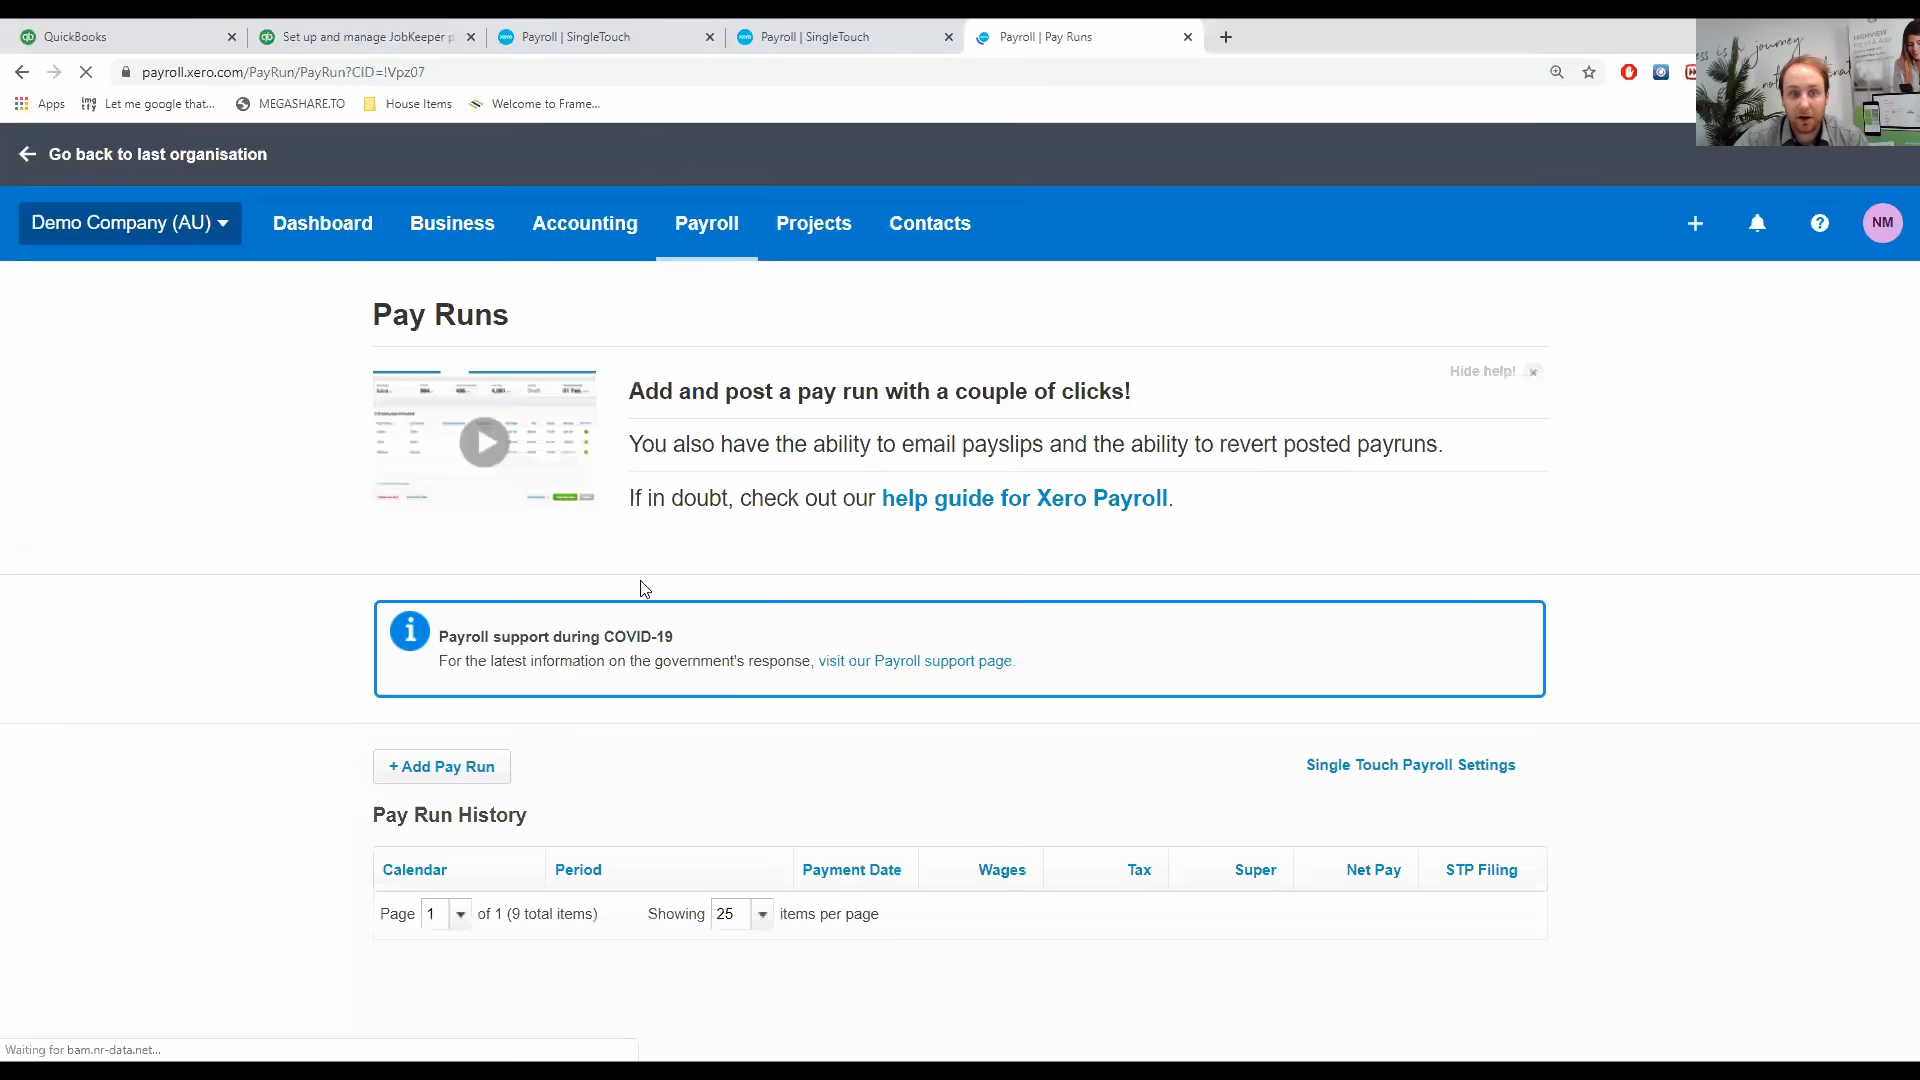 QuickBooks
Set up and manage JobKeeper p
Payroll | SingleTouch
Payroll | SingleTouch
Payroll | Pay Runs
payroll.xero.com/PayRun/PayRun?CID=!Vpz07
Apps
Let me google that...
MEGASHARE.TO
House Items
Welcome to Frame...
Go back to last organisation
Demo Company (AU)
Dashboard
Business
Accounting
Payroll
Projects
Contacts
NM
Pay Runs
Hide help!
Add and post a pay run with a couple of clicks!
You also have the ability to email payslips and the ability to revert posted payruns.
If in doubt, check out our help guide for Xero Payroll.
Payroll support during COVID-19
For the latest information on the government's response, visit our Payroll support page.
+ Add Pay Run
Single Touch Payroll Settings
Pay Run History
Calendar Period Payment Date Wages Tax Super Net Pay STP Filing
Page 1 of 1 (9 total items) Showing 25 items per page
Waiting for bam.nr-data.net...